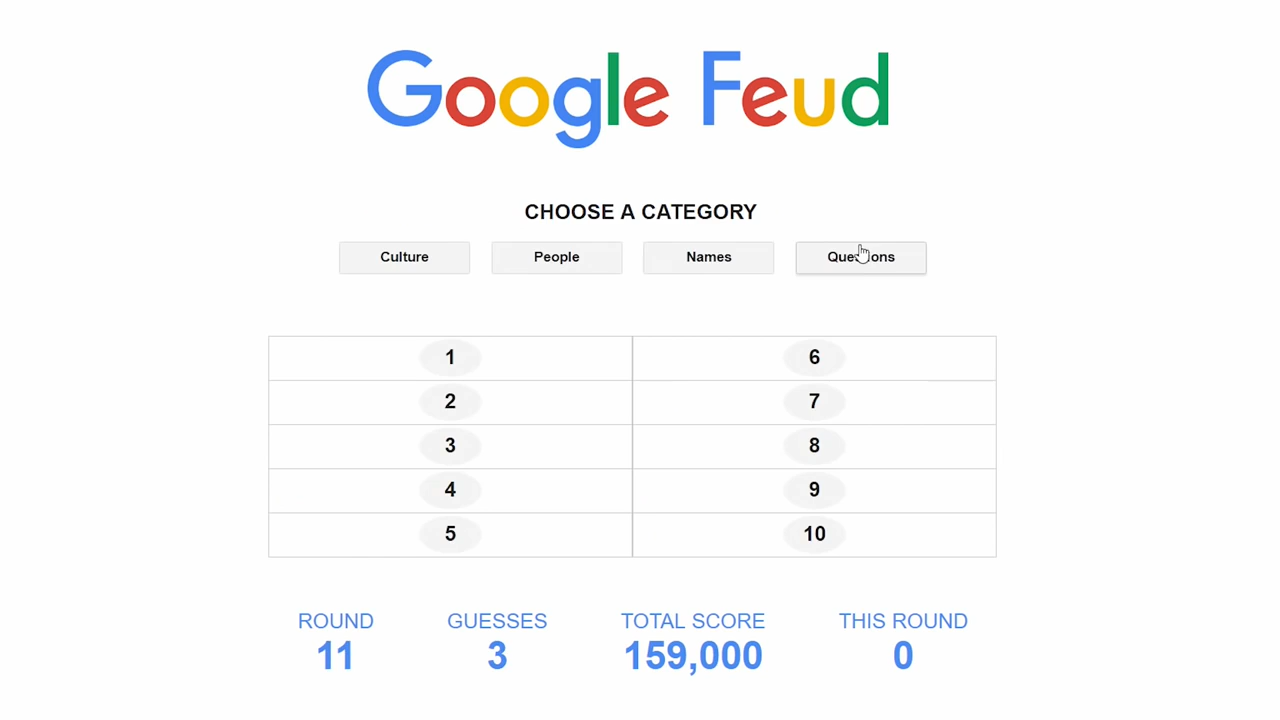 Google Feud
CHOOSE A CATEGORY
Culture People Names Questions
1 6
2 7
3 8
4 9
5 10
ROUND GUESSES TOTAL SCORE THIS ROUND
11 3 159,000 0